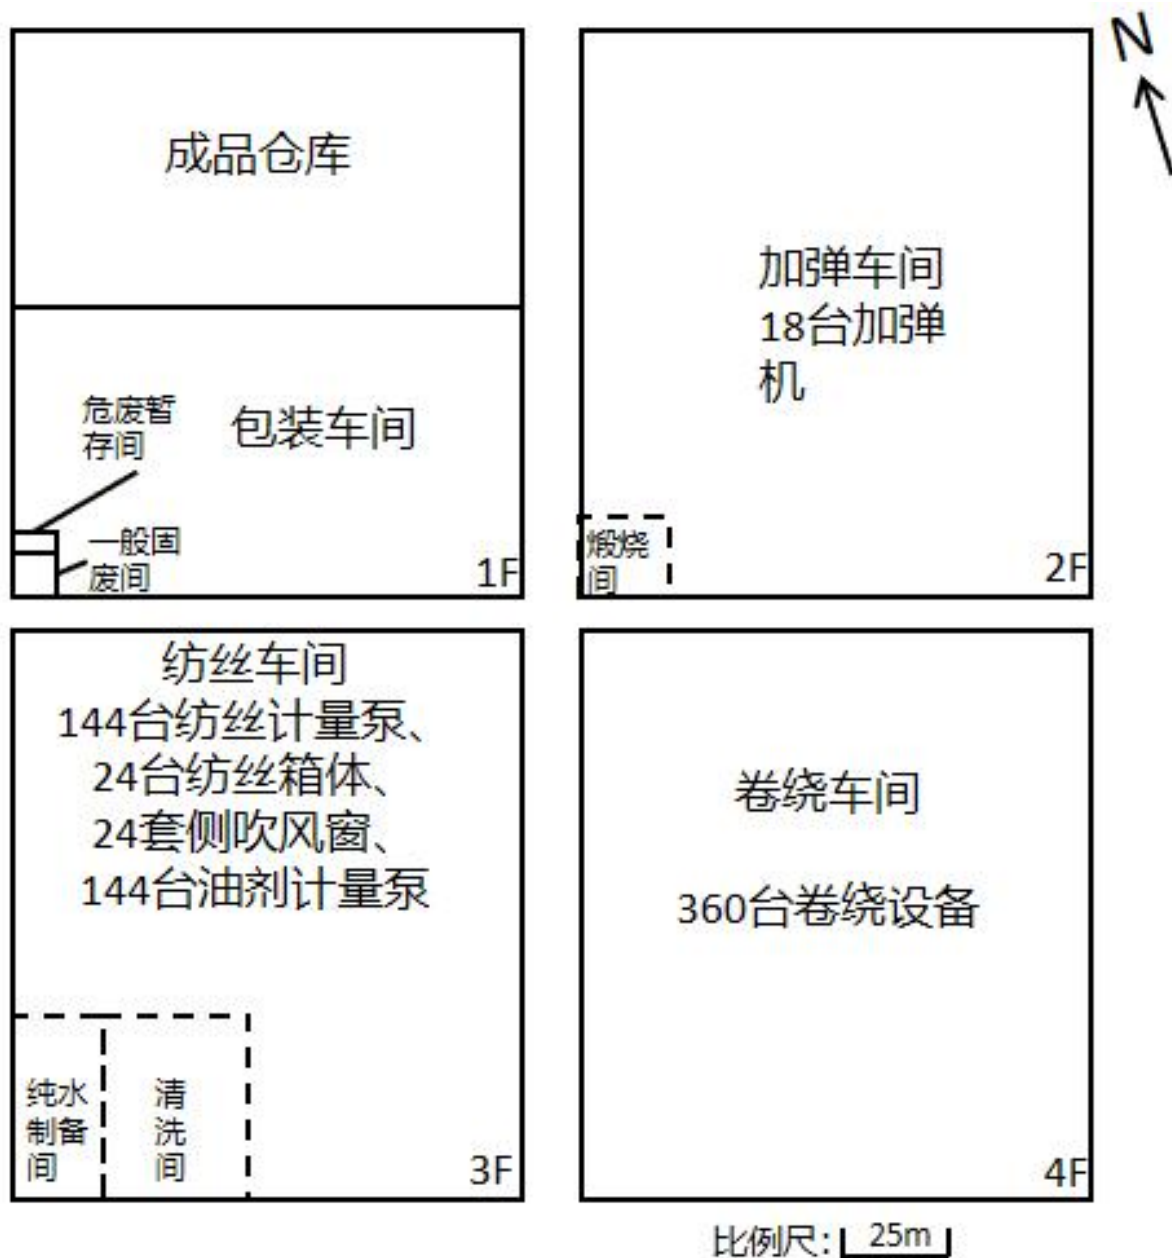 N
成品仓库
危废暂
存间
包装车间
一般固
废间
1F
加弹车间
18台加弹
机
煅烧
间
2F
纺丝车间
144台纺丝计量泵、
24台纺丝箱体、
24套侧吹风窗、
144台油剂计量泵
纯水
制备
间
清
洗
间
3F
卷绕车间
360台卷绕设备
4F
比例尺: 25m